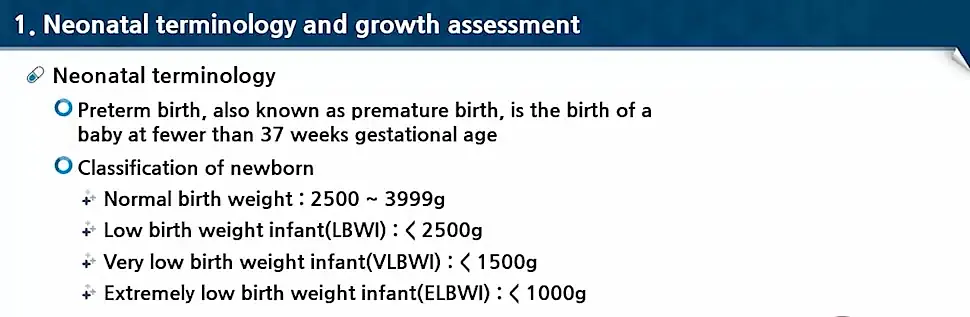 1. Neonatal terminology and growth assessment
Neonatal terminology
Preterm birth, also known as premature birth, is the birth of a
baby at fewer than 37 weeks gestational age
Classification of newborn
Normal birth weight : 2500 ~ 3999g
Low birth weight infant(LBWI) : < 2500g
Very low birth weight infant(VLBWI) : < 1500g
Extremely low birth weight infant(ELBWI) : < 1000g